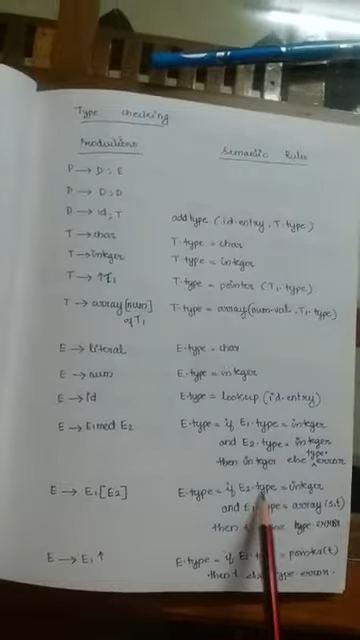 Type checking
Productions Semantic Rules
P → D ; E
D → D ; D
D → id ; T addtype (id.entry, T.type)
T → char T.type = char
T → integer T.type = integer
T → ↑T1 T.type = pointer (T1.type)
T → array[num] of T1 T.type = array(num.val, T1.type)
E → literal E.type = char
E → num E.type = integer
E → id E.type = lookup (id.entry)
E → E1 mod E2 E.type = if E1.type = integer
and E2.type = integer
then integer else type error
E → E1[E2] E.type = if E2.type = integer
and E1 type = array (s,t)
then t type error
E → E1 ↑ E.type = if E2 = pointer(t)
then t else type error.